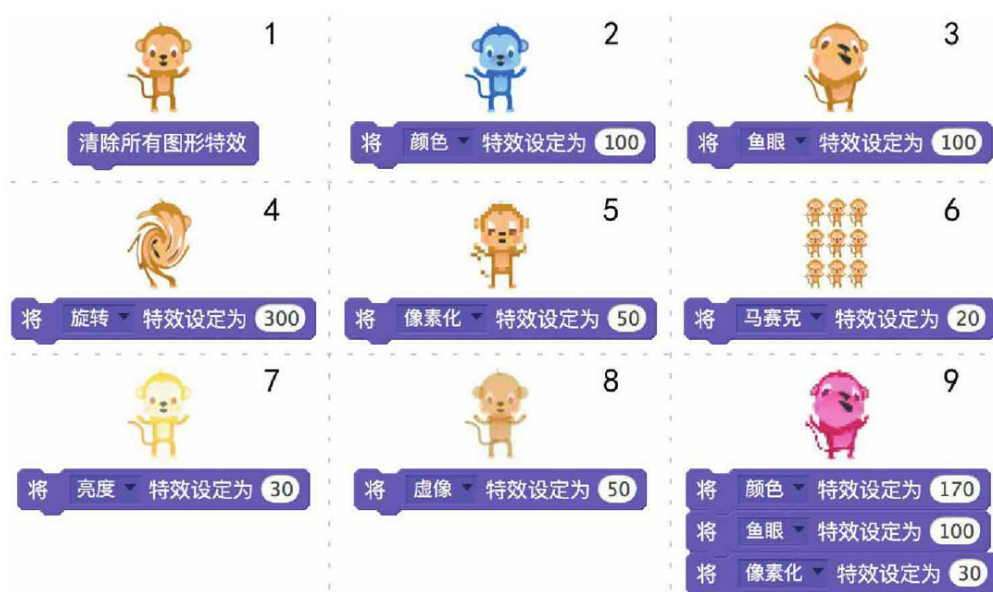 1
清除所有图形特效
2
将 颜色 特效设定为 100
3
将 鱼眼 特效设定为 100
4
将 旋转 特效设定为 300
5
将 像素化 特效设定为 50
6
将 马赛克 特效设定为 20
7
将 亮度 特效设定为 30
8
将 虚像 特效设定为 50
9
将 颜色 特效设定为 170
将 鱼眼 特效设定为 100
将 像素化 特效设定为 30